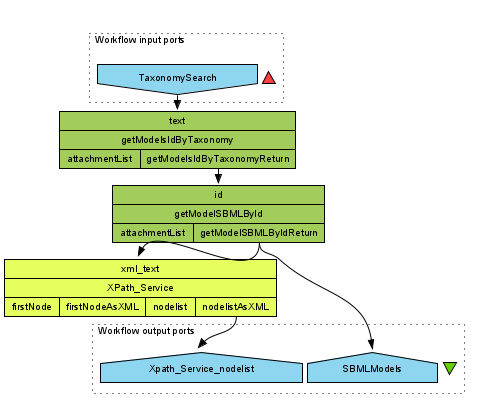 Workflow input ports
TaxonomySearch
text
getModelsIdByTaxonomy
attachmentList getModelsIdByTaxonomyReturn
id
getModelSBMLById
attachmentList getModelSBMLByIdReturn
xml_text
XPath_Service
firstNode firstNodeAsXML nodelist nodelistAsXML
Workflow output ports
Xpath_Service_nodelist SBMLModels